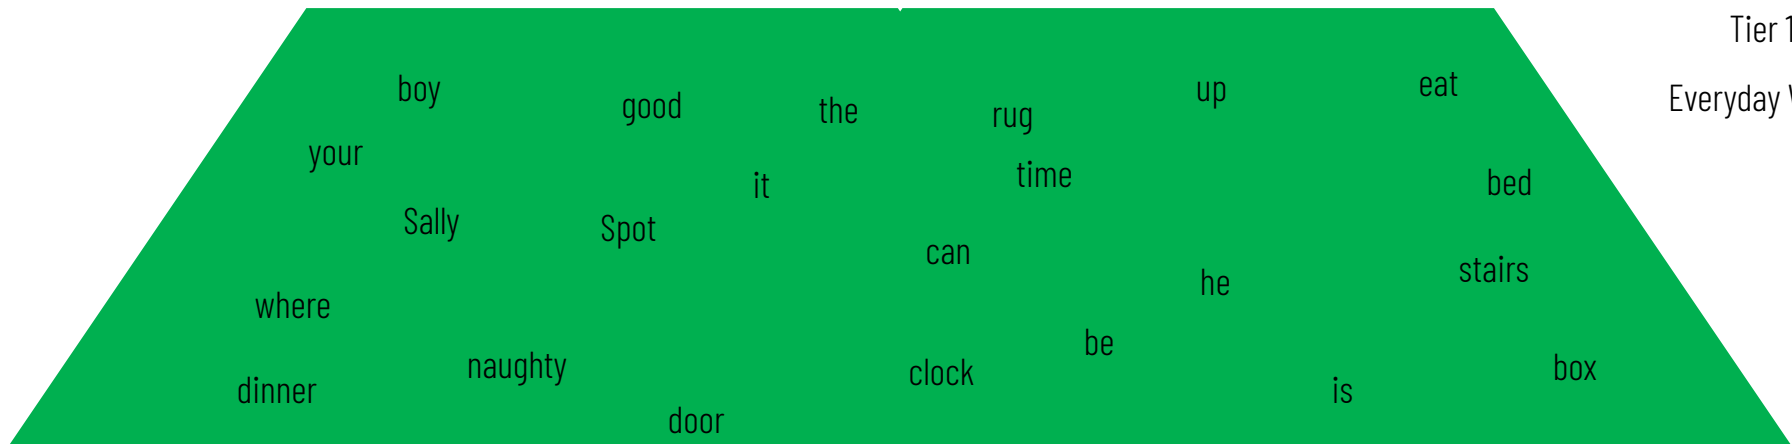 Tier 1
Everyday
boy
good
the
rug
up
eat
your
it
time
bed
Sally
Spot
can
he
stairs
where
naughty
clock
be
box
dinner
is
door